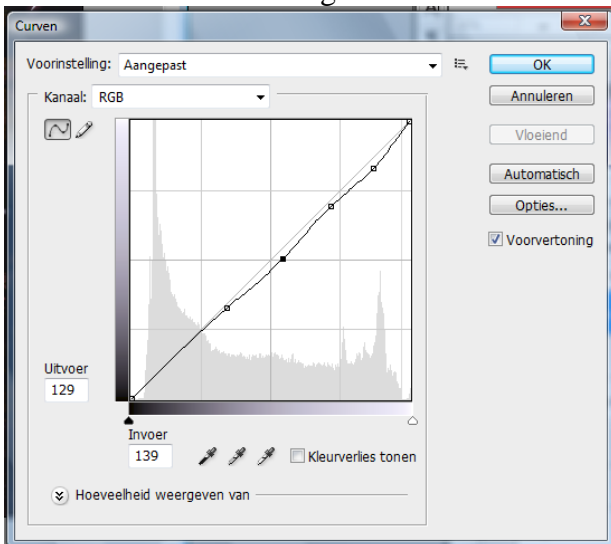 Curven
Voorinstelling: Aangepast
OK
Kanaal: RGB
Annuleren
Vloeiend
Automatisch
Opties...
Voorvertoning
Uitvoer
129
Invoer
139
Kleurverlies tonen
Hoeveelheid weergeven van